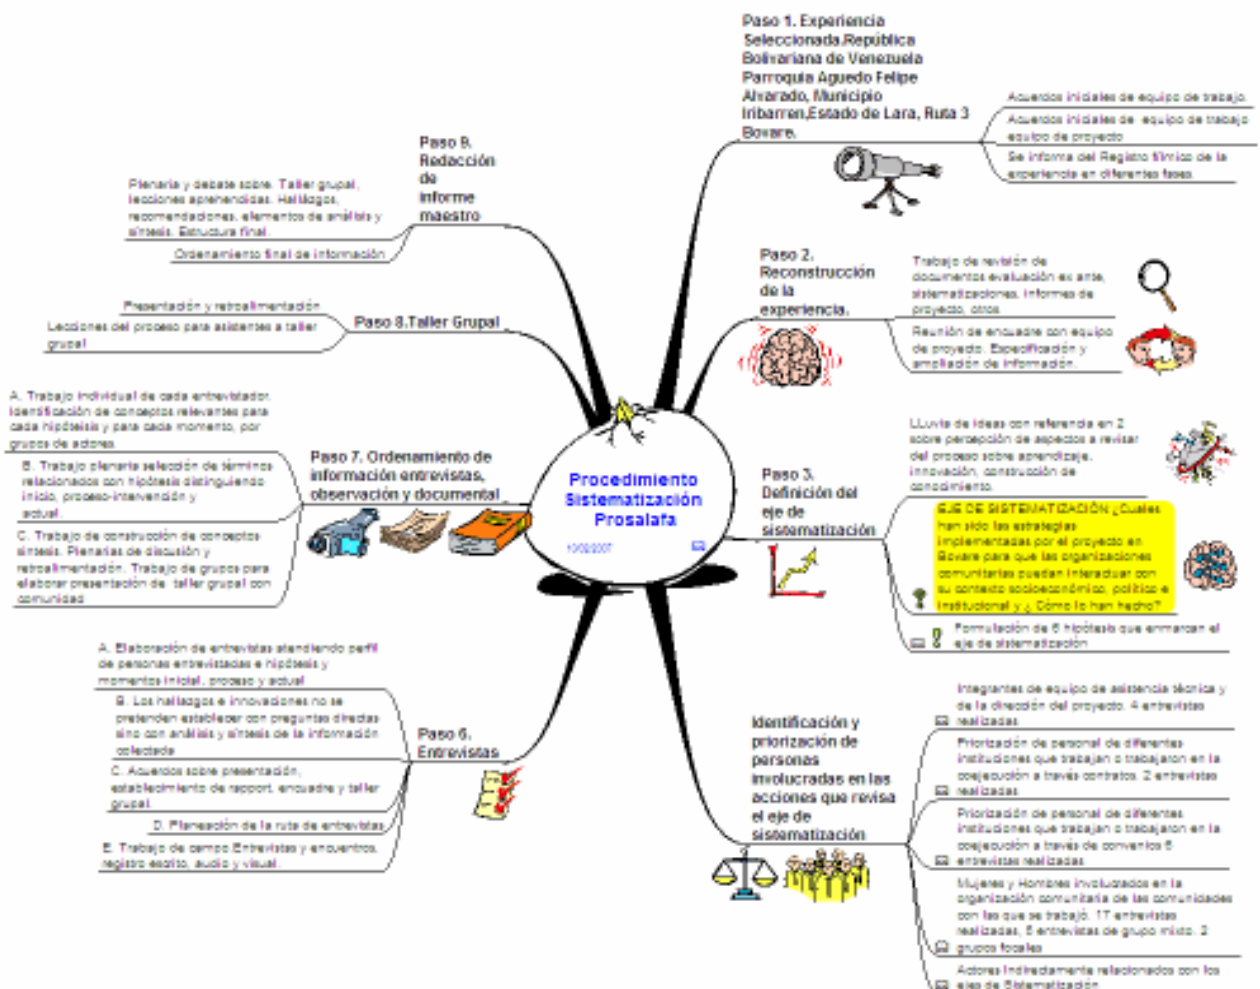 Paso 1. Experiencia
Seleccionada.República
Bolivariana de Venezuela
Parroquia Aguedo Felipe
Alvarado, Municipio
Iribarren,Estado de Lara, Ruta 3
Bovare.
Acuerdos iniciales de equipo de trabajo.
Acuerdos iniciales de equipo de trabajo
equipo de proyecto
Se informa del Registro fílmico de la
experiencia en diferentes fases.
Paso 2.
Reconstrucción
de la
experiencia.
Trabajo de revisión de
documentos evaluación ex ante,
sistematizaciones, informes de
proyecto, otros
Reunión de encuadre con equipo
de proyecto. Especificación y
ampliación de información.
Paso 3.
Definición del
eje de
sistematización
LLuvia de ideas con referencia en 2
sobre percepción de aspectos a revisar
del proceso sobre aprendizaje,
innovación, construcción de
conocimiento.
EJE DE SISTEMATIZACIÓN ¿Cuales
han sido las estrategias
implementadas por el proyecto en
Bovare para que las organizaciones
comunitarias puedan interactuar con
su contexto socioeconómico, político e
institucional y ¿ Cómo lo han hecho?
Formulación de 6 hipótesis que enmarcan el
eje de sistematización
Identificación y
priorización de
personas
involucradas en las
acciones que revisa
el eje de
sistematización
Integrantes de equipo de asistencia técnica y
de la dirección del proyecto. 4 entrevistas
realizadas
Priorización de personal de diferentes
instituciones que trabajan o trabajaron en la
coejecución a través contratos. 2 entrevistas
realizadas
Priorización de personal de diferentes
instituciones que trabajan o trabajaron en la
coejecución a través de convenios 6
entrevistas realizadas
Mujeres y Hombres involucrados en la
organización comunitaria de las comunidades
con las que se trabajó. 17 entrevistas
realizadas, 5 entrevistas de grupo mixto. 2
grupos focales
Actores Indirectamente relacionados con los
ejes de Sistematización
Procedimiento
Sistematización
Prosalafa
Paso 6.
Entrevistas
A. Elaboración de entrevistas atendiendo perfil
de personas entrevistadas e hipótesis y
momentos inicial, proceso y actual
B. Los hallazgos e innovaciones no se
pretenden establecer con preguntas directas
sino con análisis y síntesis de la información
colectada
C. Acuerdos sobre presentación,
establecimiento de rapport, encuadre y taller
grupal.
D. Planeación de la ruta de entrevistas
E. Trabajo de campo.Entrevistas y encuentros,
registro escrito, audio y visual.
Paso 7. Ordenamiento de
información entrevistas,
observación y documental
A. Trabajo individual de cada entrevistador.
Identificación de conceptos relevantes para
cada hipótesis y para cada momento, por
grupos de actores.
B. Trabajo plenaria selección de términos
relacionados con hipótesis distinguiendo
inicio, proceso-intervención y
actual.
C. Trabajo de construcción de conceptos
síntesis. Plenarias de discusión y
retroalimentación. Trabajo de grupos para
elaborar presentación de taller grupal con
comunidad
Paso 8.Taller Grupal
Presentación y retroalimentación
Lecciones del proceso para asistentes a taller
grupal
Paso 9.
Redacción
de
informe
maestro
Plenaria y debate sobre. Taller grupal,
lecciones aprehendidas. Hallázgos,
recomendaciones, elementos de análisis y
síntesis. Estructura final.
Ordenamiento final de información